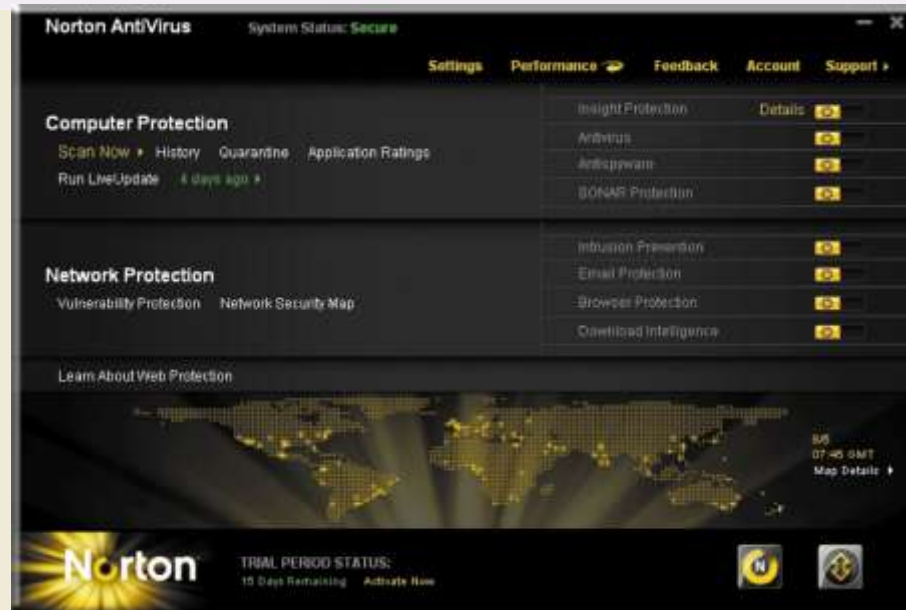 Norton AntiVirus System Status: Secure
Settings Performance Feedback Account Support
Computer Protection
Scan Now History Quarantine Application Ratings
Run LiveUpdate 4 days ago
Insight Protection Details
Antivirus
Antispyware
SONAR Protection
Network Protection
Vulnerability Protection Network Security Map
Intrusion Prevention
Email Protection
Browser Protection
Download Intelligence
Learn About Web Protection
07:46 GMT
Map Details
Norton
TRIAL PERIOD STATUS:
15 Days Remaining Activate Now
N